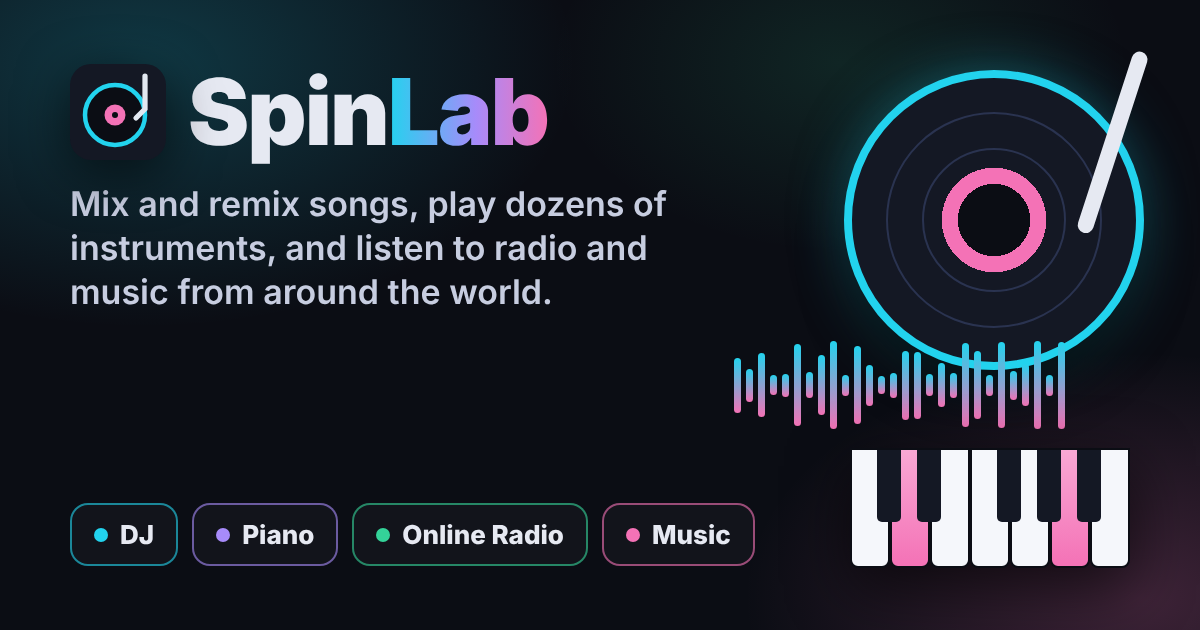 SpinLab
Mix and remix songs, play dozens of
instruments, and listen to radio and
music from around the world.
DJ
Piano
Online Radio
Music